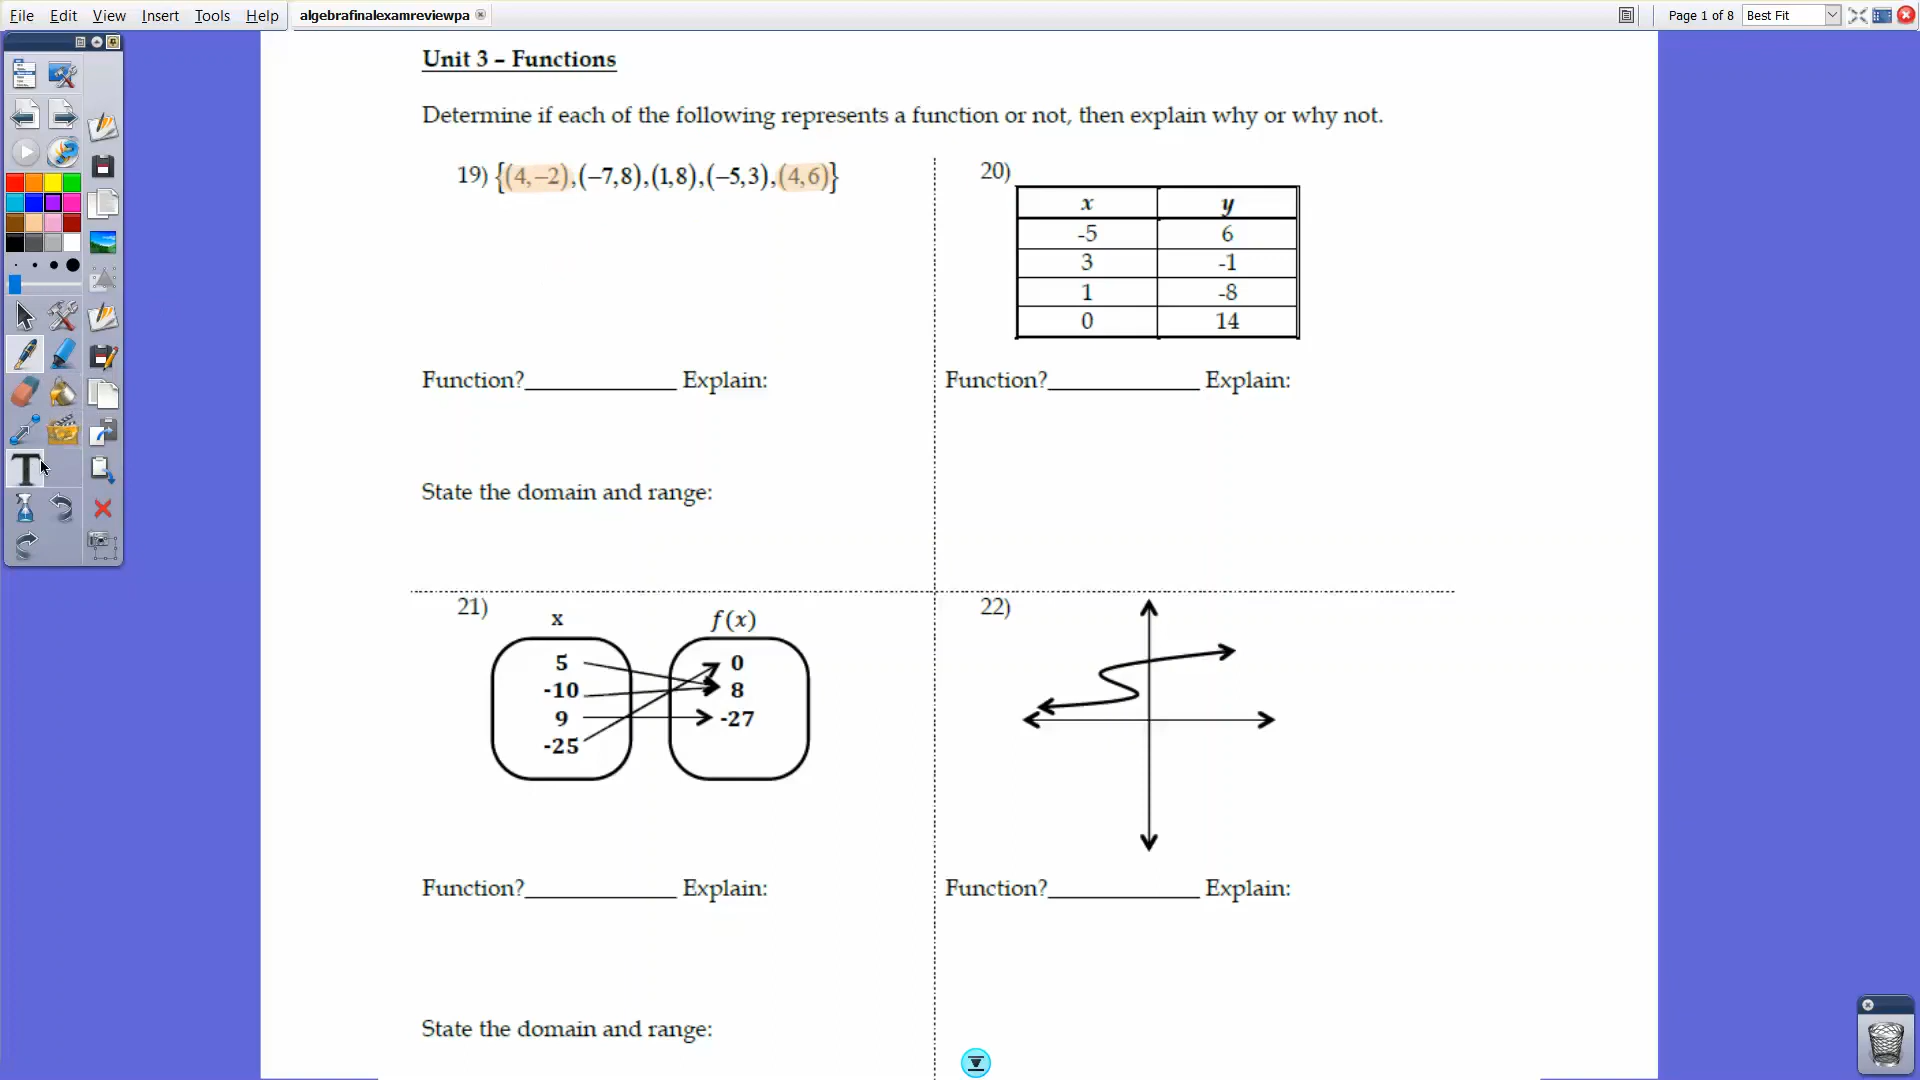 File Edit View Insert Tools Help algebrafinalexamreviewpa Page 1 of 8 Best Fit
Unit 3 – Functions
Determine if each of the following represents a function or not, then explain why or why not.
19) {(4,−2),(−7,8),(1,8),(−5,3),(4,6)}
20)
x y
-5 6
3 -1
1 -8
0 14
Function?____________ Explain:
Function?____________ Explain:
State the domain and range:
21)
x f(x)
5 0
-10 8
9 -27
-25
22)
Function?____________ Explain:
Function?____________ Explain:
State the domain and range:
T